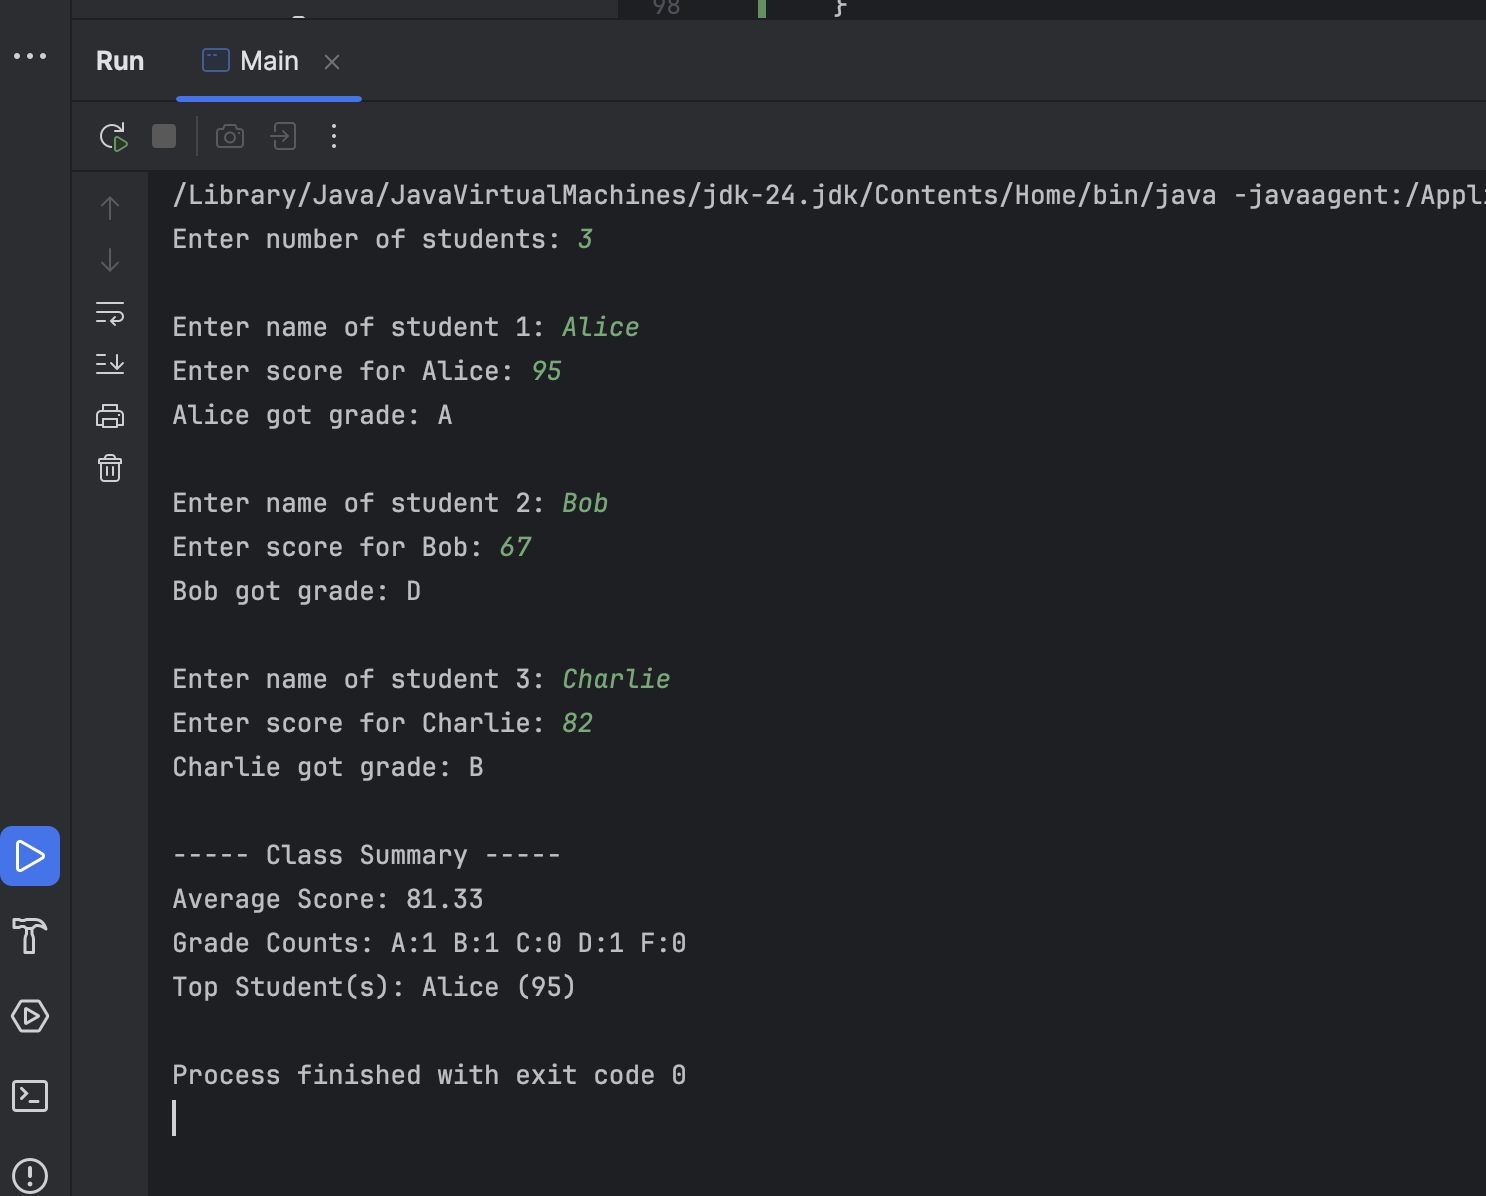 98 }
Run Main
/Library/Java/JavaVirtualMachines/jdk-24.jdk/Contents/Home/bin/java -javaagent:/Appli
Enter number of students: 3
Enter name of student 1: Alice
Enter score for Alice: 95
Alice got grade: A
Enter name of student 2: Bob
Enter score for Bob: 67
Bob got grade: D
Enter name of student 3: Charlie
Enter score for Charlie: 82
Charlie got grade: B
----- Class Summary -----
Average Score: 81.33
Grade Counts: A:1 B:1 C:0 D:1 F:0
Top Student(s): Alice (95)
Process finished with exit code 0